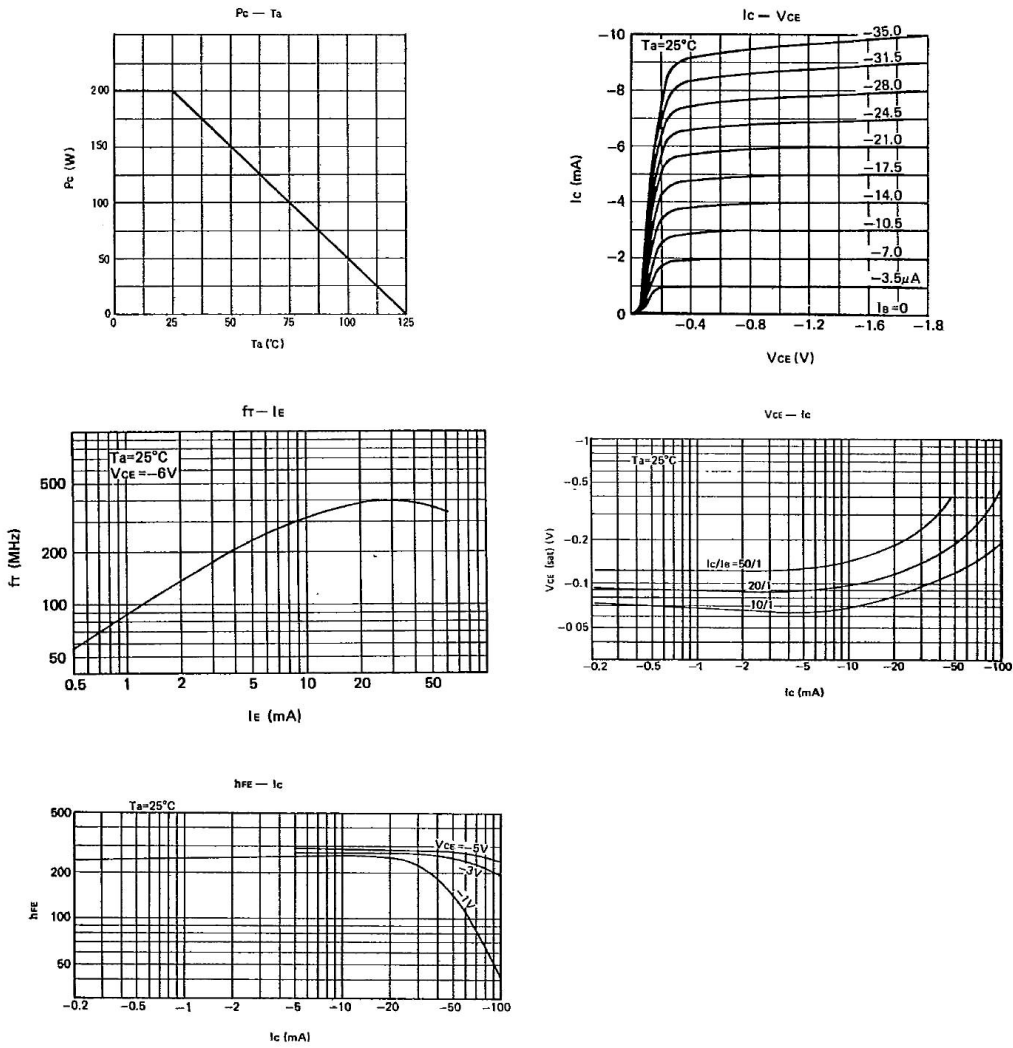 Pc — Ta
Pc (W)
200
150
100
50
0
0 25 50 75 100 125
Ta (℃)
Ic — VCE
Ta=25°C
Ic (mA)
−10
−8
−6
−4
−2
0
−35.0
−31.5
−28.0
−24.5
−21.0
−17.5
−14.0
−10.5
−7.0
−3.5μA
IB=0
−0.4 −0.8 −1.2 −1.6 −1.8
VCE (V)
fT — IE
Ta=25°C
VCE=−6V
fT (MHz)
500
200
100
50
0.5 1 2 5 10 20 50
IE (mA)
VCE — Ic
Ta=25°C
VCE (sat) (V)
−1
−0.5
−0.2
−0.1
−0 05
Ic/IB=50/1
20/1
10/1
−0.2 −0.5 −1 −2 −5 −10 −20 −50 −100
Ic (mA)
hFE — Ic
Ta=25°C
hFE
500
200
100
50
VCE=−5V
−3V
−1V
−0.2 −0.5 −1 −2 −5 −10 −20 −50 −100
Ic (mA)